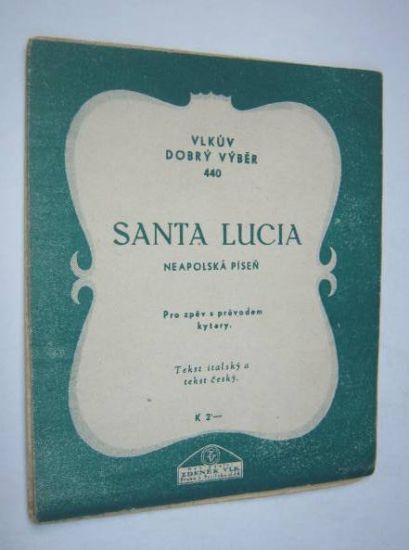 VLKŮV
DOBRÝ VÝBĚR
440
SANTA LUCIA
NEAPOLSKÁ PÍSEŇ
Pro zpěv s průvodem
kytary.
Tekst italský a
tekst český.
K 2'—
ZDENĚK VLK